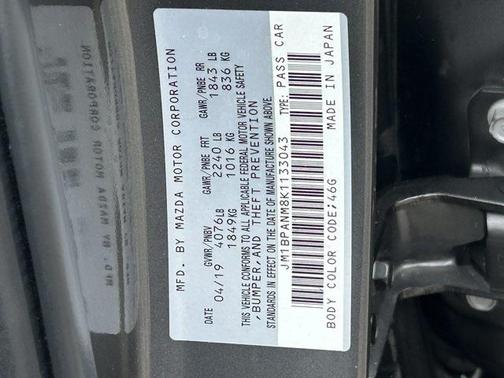 MFD. BY MAZDA MOTOR CORPORATION
DATE GVWR/PNBV GAWR/PNBE FRT GAWR/PNBE RR
04/19 4076LB 2240 LB 1843 LB
1849KG 1016 KG 836 KG
THIS VEHICLE CONFORMS TO ALL APPLICABLE FEDERAL MOTOR VEHICLE SAFETY
,BUMPER,AND THEFT PREVENTION
STANDARDS IN EFFECT ON THE DATE OF MANUFACTURE SHOWN ABOVE.
JM1BPANM8K1133043 TYPE: PASS CAR
BODY COLOR CODE;46G MADE IN JAPAN